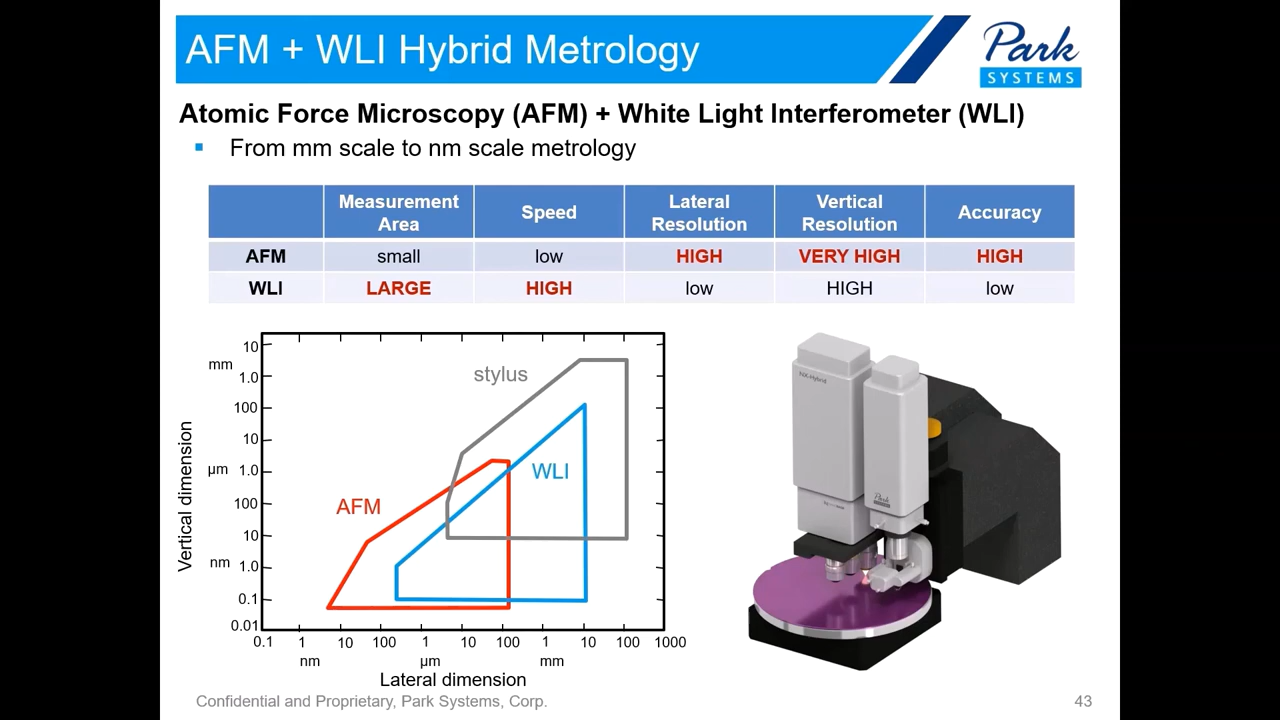 AFM + WLI Hybrid Metrology
Park
SYSTEMS
Atomic Force Microscopy (AFM) + White Light Interferometer (WLI)
▪ From mm scale to nm scale metrology
Measurement Area Speed Lateral Resolution Vertical Resolution Accuracy
AFM small low HIGH VERY HIGH HIGH
WLI LARGE HIGH low HIGH low
Vertical dimension
10
mm
1.0
100
10
µm 1.0
100
10
nm 1.0
0.1
0.01
stylus
WLI
AFM
0.1 1 10 100 1 10 100 1 10 100 1000
nm µm mm
Lateral dimension
NX-Hybrid
Park
Confidential and Proprietary, Park Systems, Corp.
43